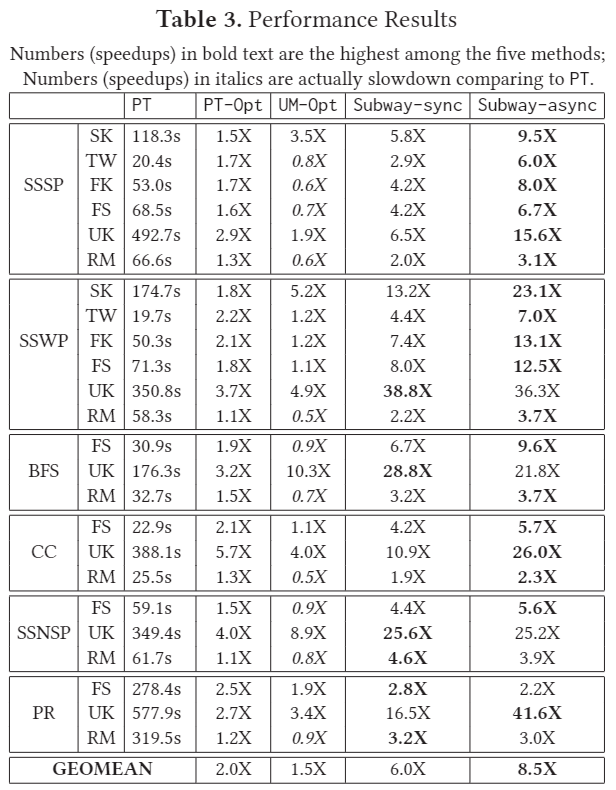 Table 3. Performance Results
Numbers (speedups) in bold text are the highest among the five methods;
Numbers (speedups) in italics are actually slowdown comparing to PT.
PT PT-Opt UM-Opt Subway-sync Subway-async
SK 118.3s 1.5X 3.5X 5.8X 9.5X
TW 20.4s 1.7X 0.8X 2.9X 6.0X
SSSP FK 53.0s 1.7X 0.6X 4.2X 8.0X
FS 68.5s 1.6X 0.7X 4.2X 6.7X
UK 492.7s 2.9X 1.9X 6.5X 15.6X
RM 66.6s 1.3X 0.6X 2.0X 3.1X
SK 174.7s 1.8X 5.2X 13.2X 23.1X
TW 19.7s 2.2X 1.2X 4.4X 7.0X
SSWP FK 50.3s 2.1X 1.2X 7.4X 13.1X
FS 71.3s 1.8X 1.1X 8.0X 12.5X
UK 350.8s 3.7X 4.9X 38.8X 36.3X
RM 58.3s 1.1X 0.5X 2.2X 3.7X
FS 30.9s 1.9X 0.9X 6.7X 9.6X
BFS UK 176.3s 3.2X 10.3X 28.8X 21.8X
RM 32.7s 1.5X 0.7X 3.2X 3.7X
FS 22.9s 2.1X 1.1X 4.2X 5.7X
CC UK 388.1s 5.7X 4.0X 10.9X 26.0X
RM 25.5s 1.3X 0.5X 1.9X 2.3X
FS 59.1s 1.5X 0.9X 4.4X 5.6X
SSNSP UK 349.4s 4.0X 8.9X 25.6X 25.2X
RM 61.7s 1.1X 0.8X 4.6X 3.9X
FS 278.4s 2.5X 1.9X 2.8X 2.2X
PR UK 577.9s 2.7X 3.4X 16.5X 41.6X
RM 319.5s 1.2X 0.9X 3.2X 3.0X
GEOMEAN 2.0X 1.5X 6.0X 8.5X